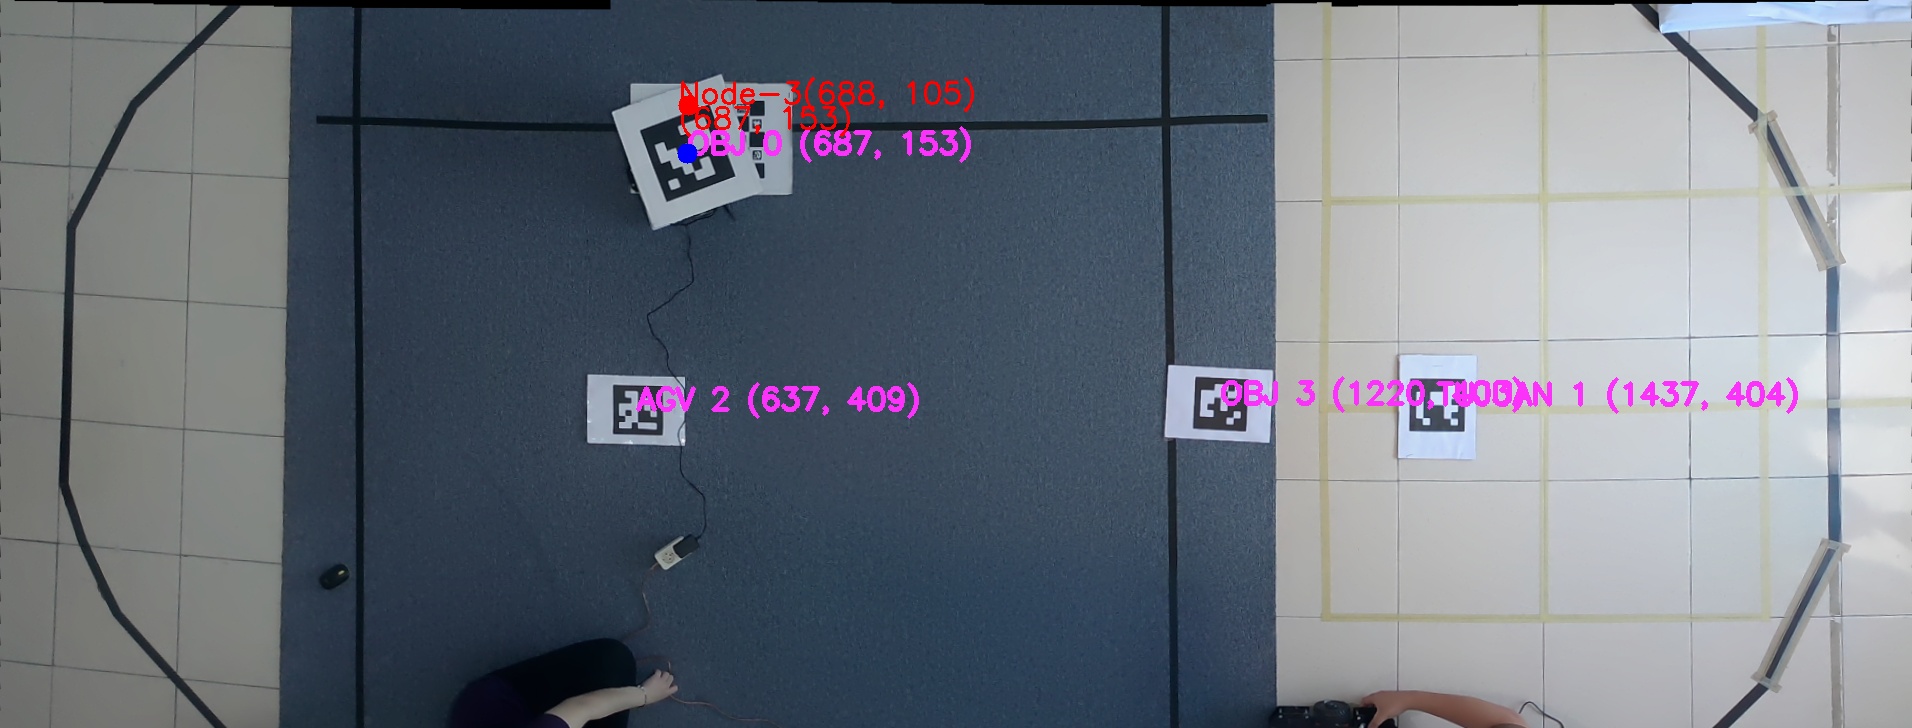 Node-3(688, 105)
(687, 153)
OBJ 0 (687, 153)
AGV 2 (637, 409)
OBJ 3 (1220, 403)
1 (1437, 404)